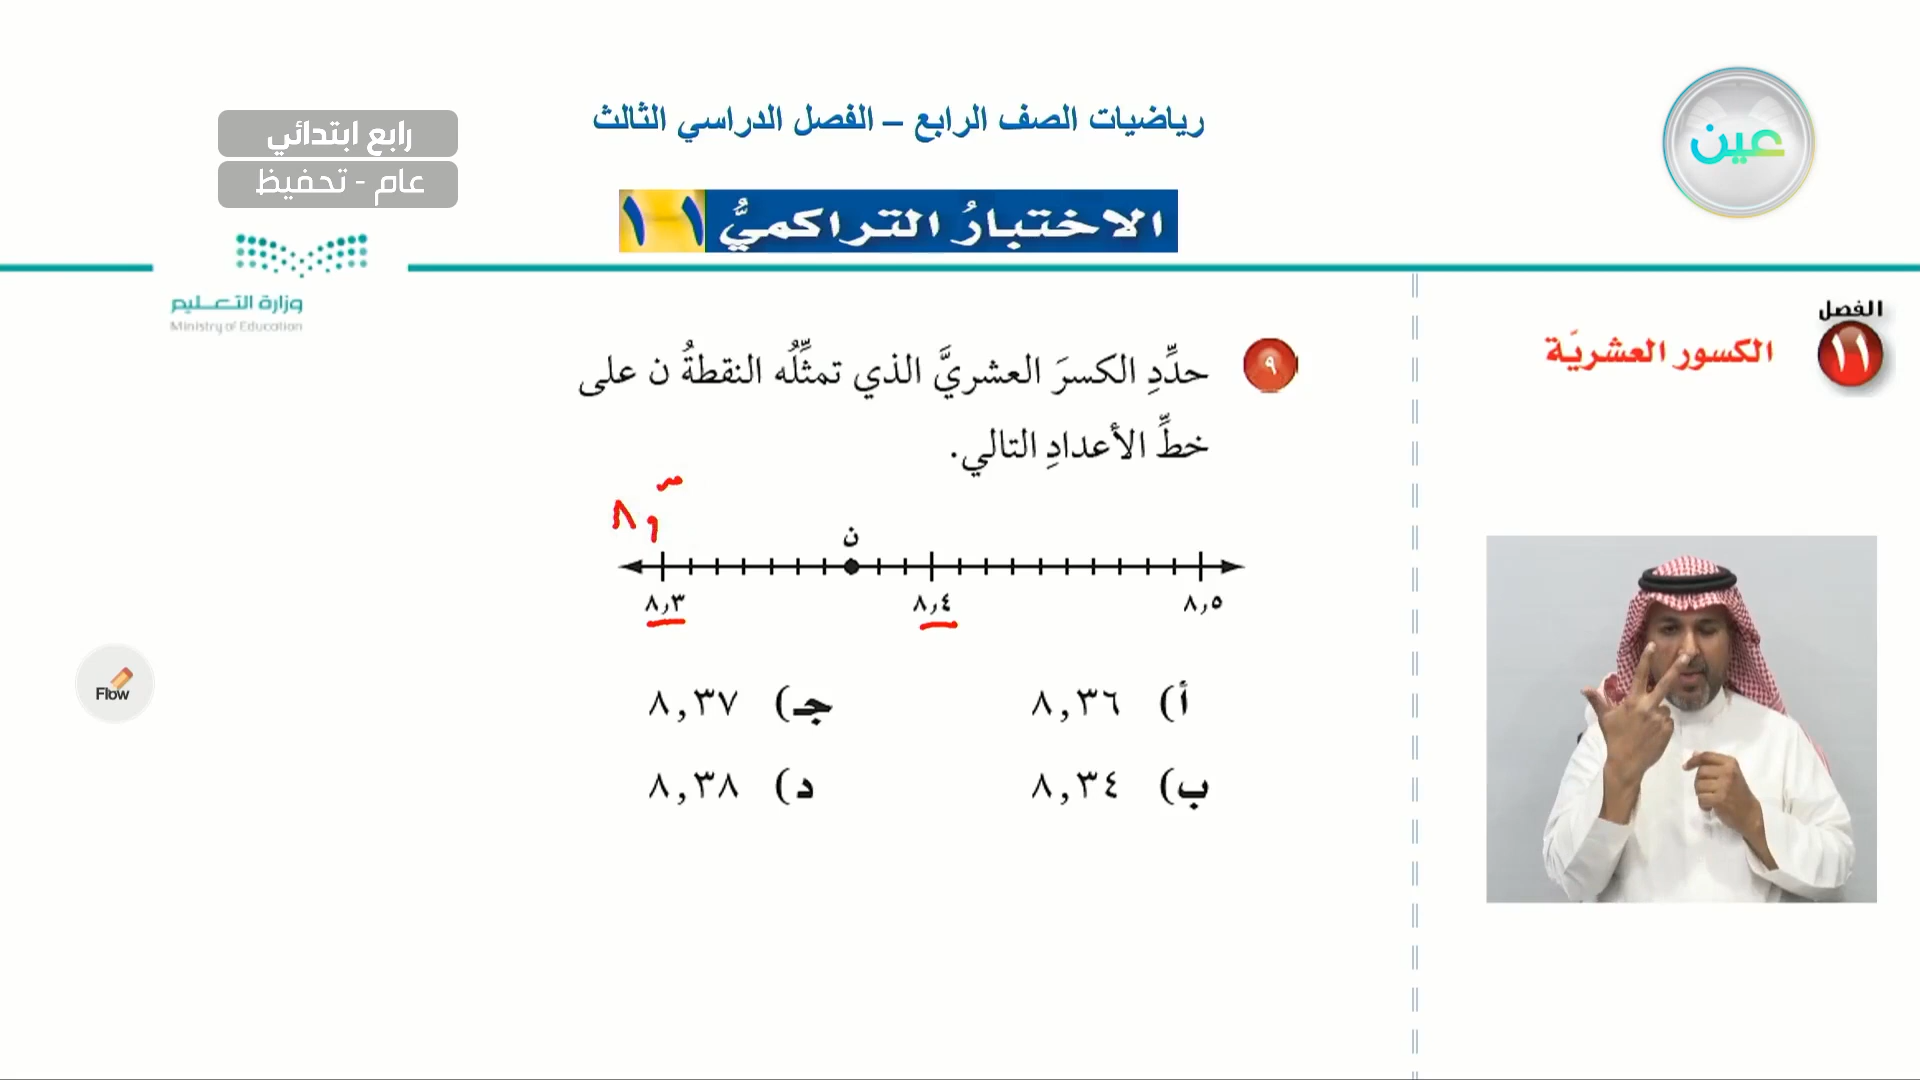 رياضيات الصف الرابع – الفصل الدراسي الثالث
عين
رابع ابتدائي
عام - تحفيظ
الاختبارُ التراكميُّ ١١
وزارة التعـليم
Ministry of Education
الفصل
١١
الكسور العشريَّة
٩ حدِّدِ الكسرَ العشريَّ الذي تمثِّلُه النقطةُ ن على
خطِّ الأعدادِ التالي.
٨,
ن
٨,٣ ٨,٤ ٨,٥
أ) ٨,٣٦ جـ) ٨,٣٧
ب) ٨,٣٤ د) ٨,٣٨
Flow